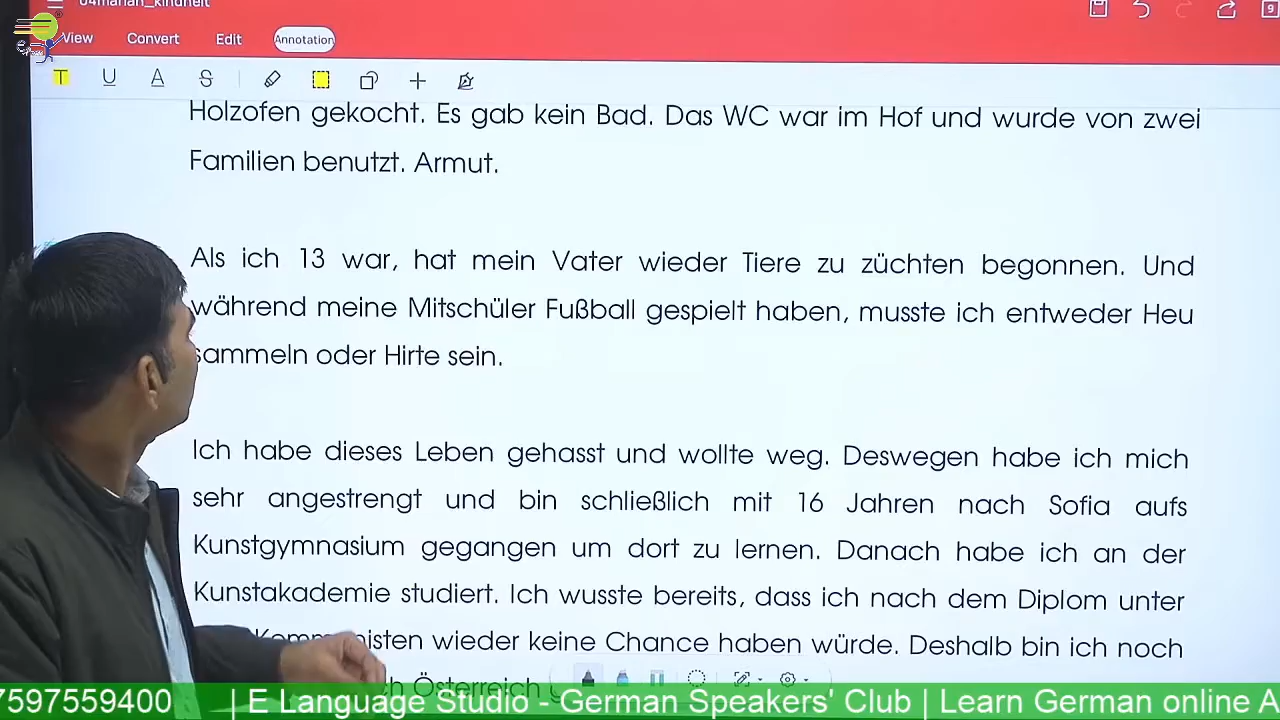 04marian_kindheit
View Convert Edit Annotation
9
T U A S
Holzofen gekocht. Es gab kein Bad. Das WC war im Hof und wurde von zwei
Familien benutzt. Armut.
Als ich 13 war, hat mein Vater wieder Tiere zu züchten begonnen. Und
während meine Mitschüler Fußball gespielt haben, musste ich entweder Heu
sammeln oder Hirte sein.
Ich habe dieses Leben gehasst und wollte weg. Deswegen habe ich mich
sehr angestrengt und bin schließlich mit 16 Jahren nach Sofia aufs
Kunstgymnasium gegangen um dort zu lernen. Danach habe ich an der
Kunstakademie studiert. Ich wusste bereits, dass ich nach dem Diplom unter
wieder keine Chance haben würde. Deshalb bin ich noch
Österreich
7597559400 | E Language Studio - German Speakers' Club | Learn German online A